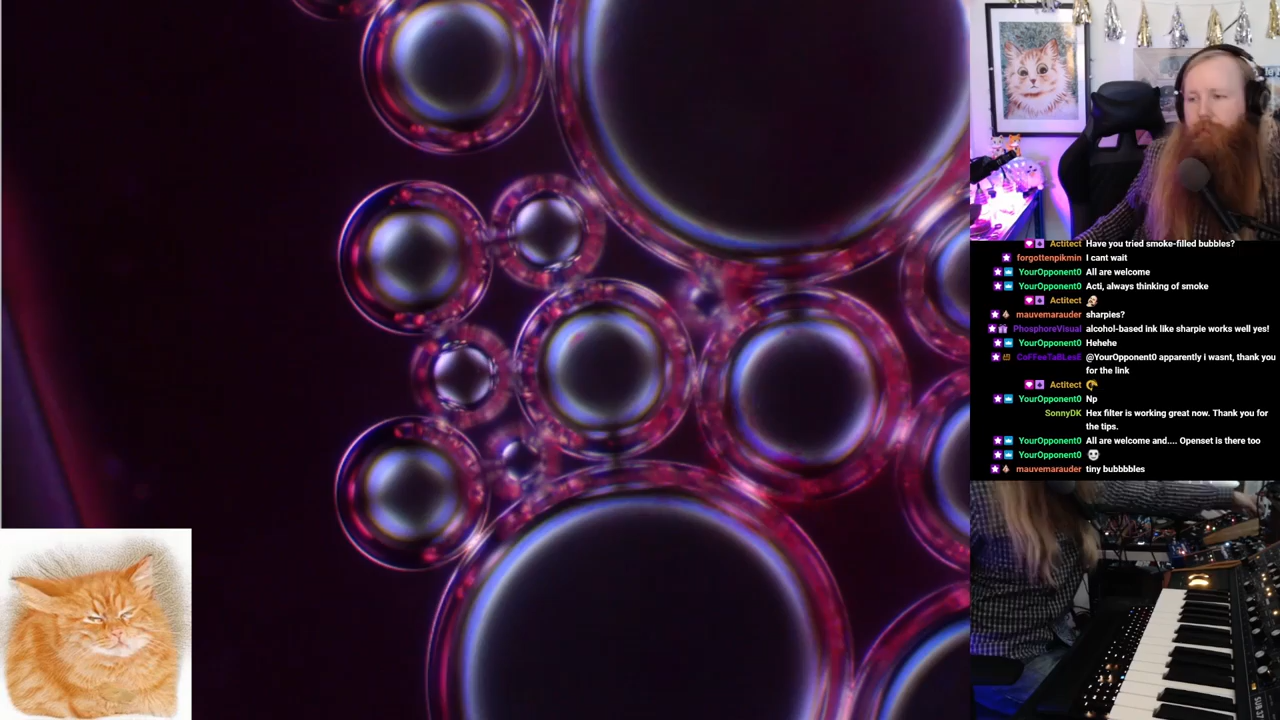 Actitect Have you tried smoke-filled bubbles?
forgottenpikmin I cant wait
YourOpponent0 All are welcome
YourOpponent0 Acti, always thinking of smoke
Actitect
mauvemarauder sharpies?
PhosphoreVisual alcohol-based ink like sharpie works well yes!
YourOpponent0 Hehehe
CoFFeeTaBLesE @YourOpponent0 apparently i wasnt, thank you
for the link
Actitect
YourOpponent0 Np
SonnyDK Hex filter is working great now. Thank you for
the tips.
YourOpponent0 All are welcome and.... Openset is there too
YourOpponent0
mauvemarauder tiny bubbbbles